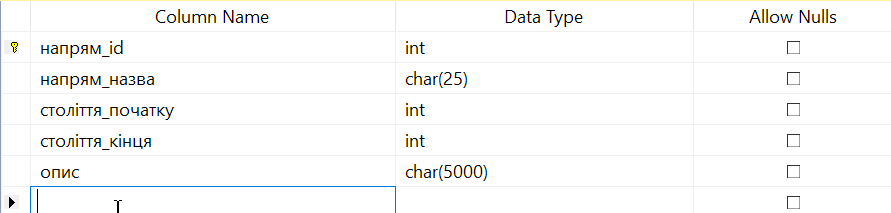 Column Name Data Type Allow Nulls
напрям_id int
напрям_назва char(25)
століття_початку int
століття_кінця int
опис char(5000)